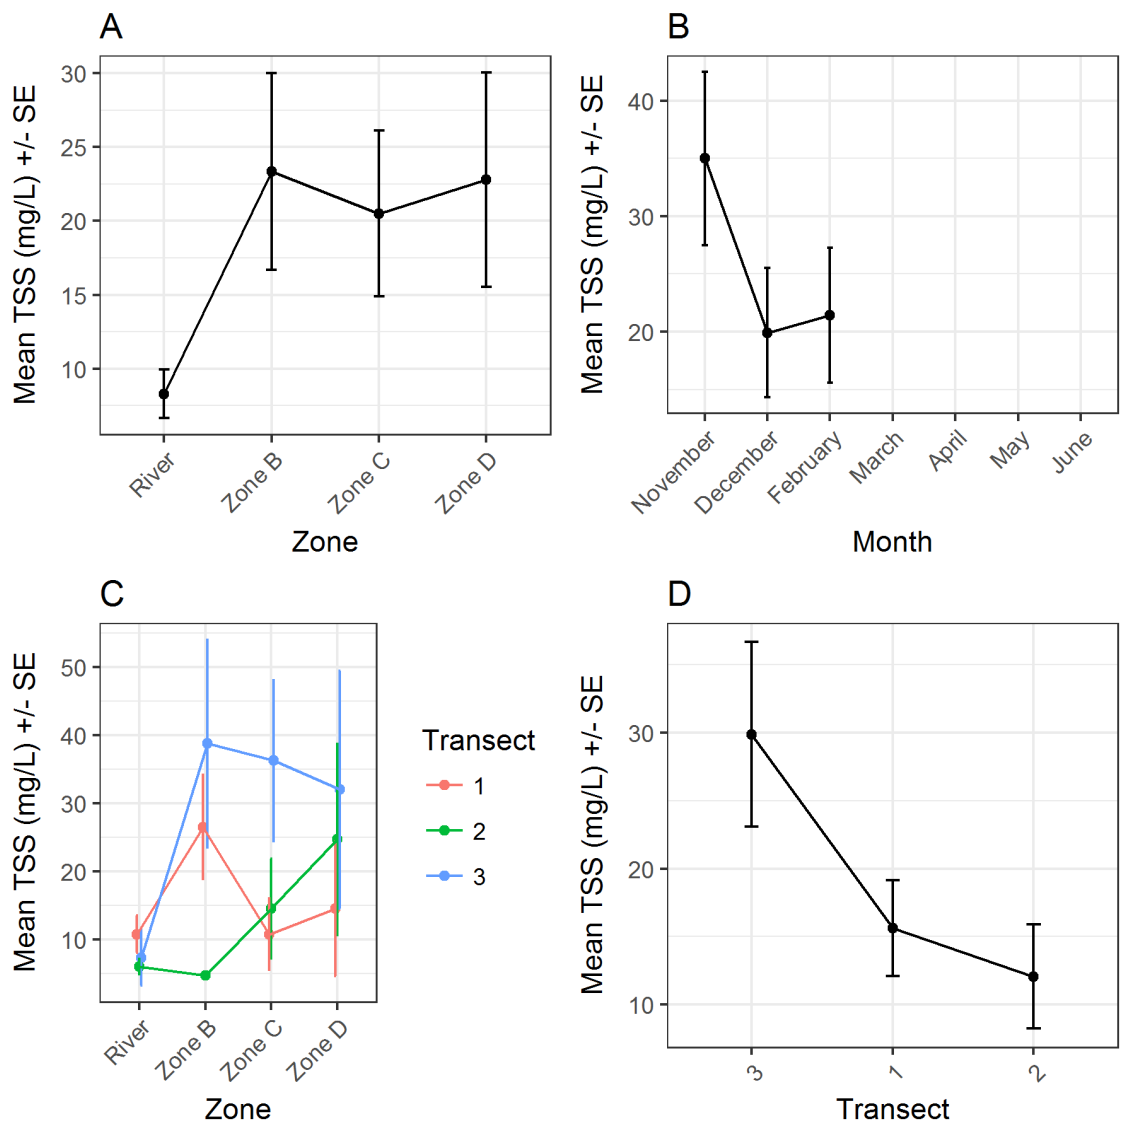 A
Mean TSS (mg/L) +/- SE
30
25
20
15
10
River
Zone B
Zone C
Zone D
Zone
B
Mean TSS (mg/L) +/- SE
40
30
20
November
December
February
March
April
May
June
Month
C
Mean TSS (mg/L) +/- SE
50
40
30
20
10
River
Zone B
Zone C
Zone D
Zone
Transect
1
2
3
D
Mean TSS (mg/L) +/- SE
30
20
10
3
1
2
Transect